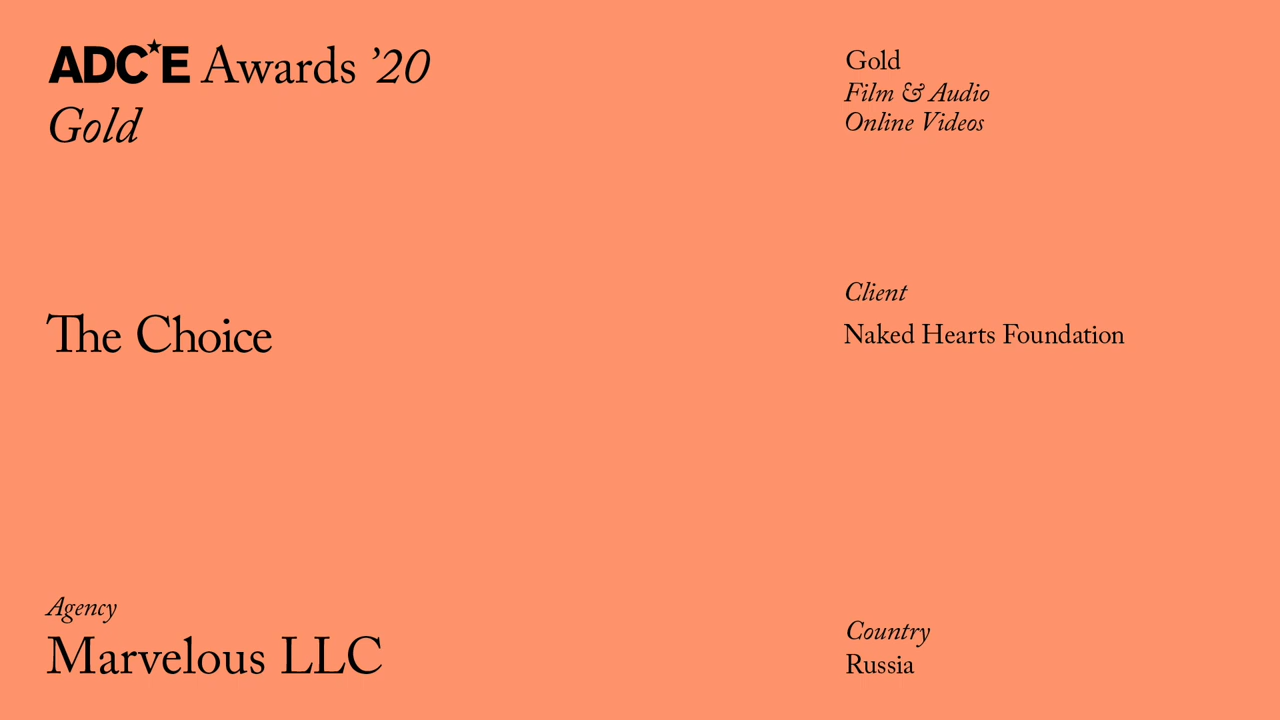 ADC★E Awards ’20
Gold
Gold
Film & Audio
Online Videos
The Choice
Client
Naked Hearts Foundation
Agency
Marvelous LLC
Country
Russia